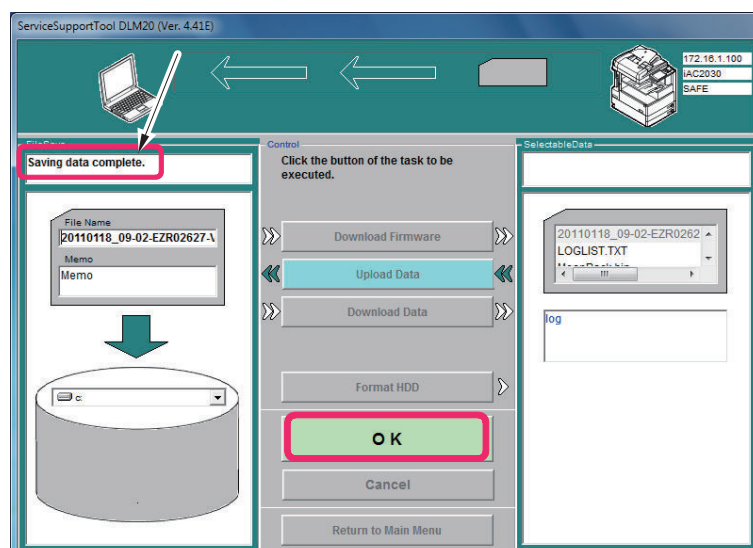 ServiceSupportTool DLM20 (Ver. 4.41E)
172.16.1.100
iAC2030
SAFE
Saving data complete.
File Name
20110118_09-02-EZR02627-\
Memo
Memo
c:
Control
Click the button of the task to be
executed.
Download Firmware
Upload Data
Download Data
Format HDD
O K
Cancel
Return to Main Menu
SelectableData
20110118_09-02-EZR0262
LOGLIST.TXT
log